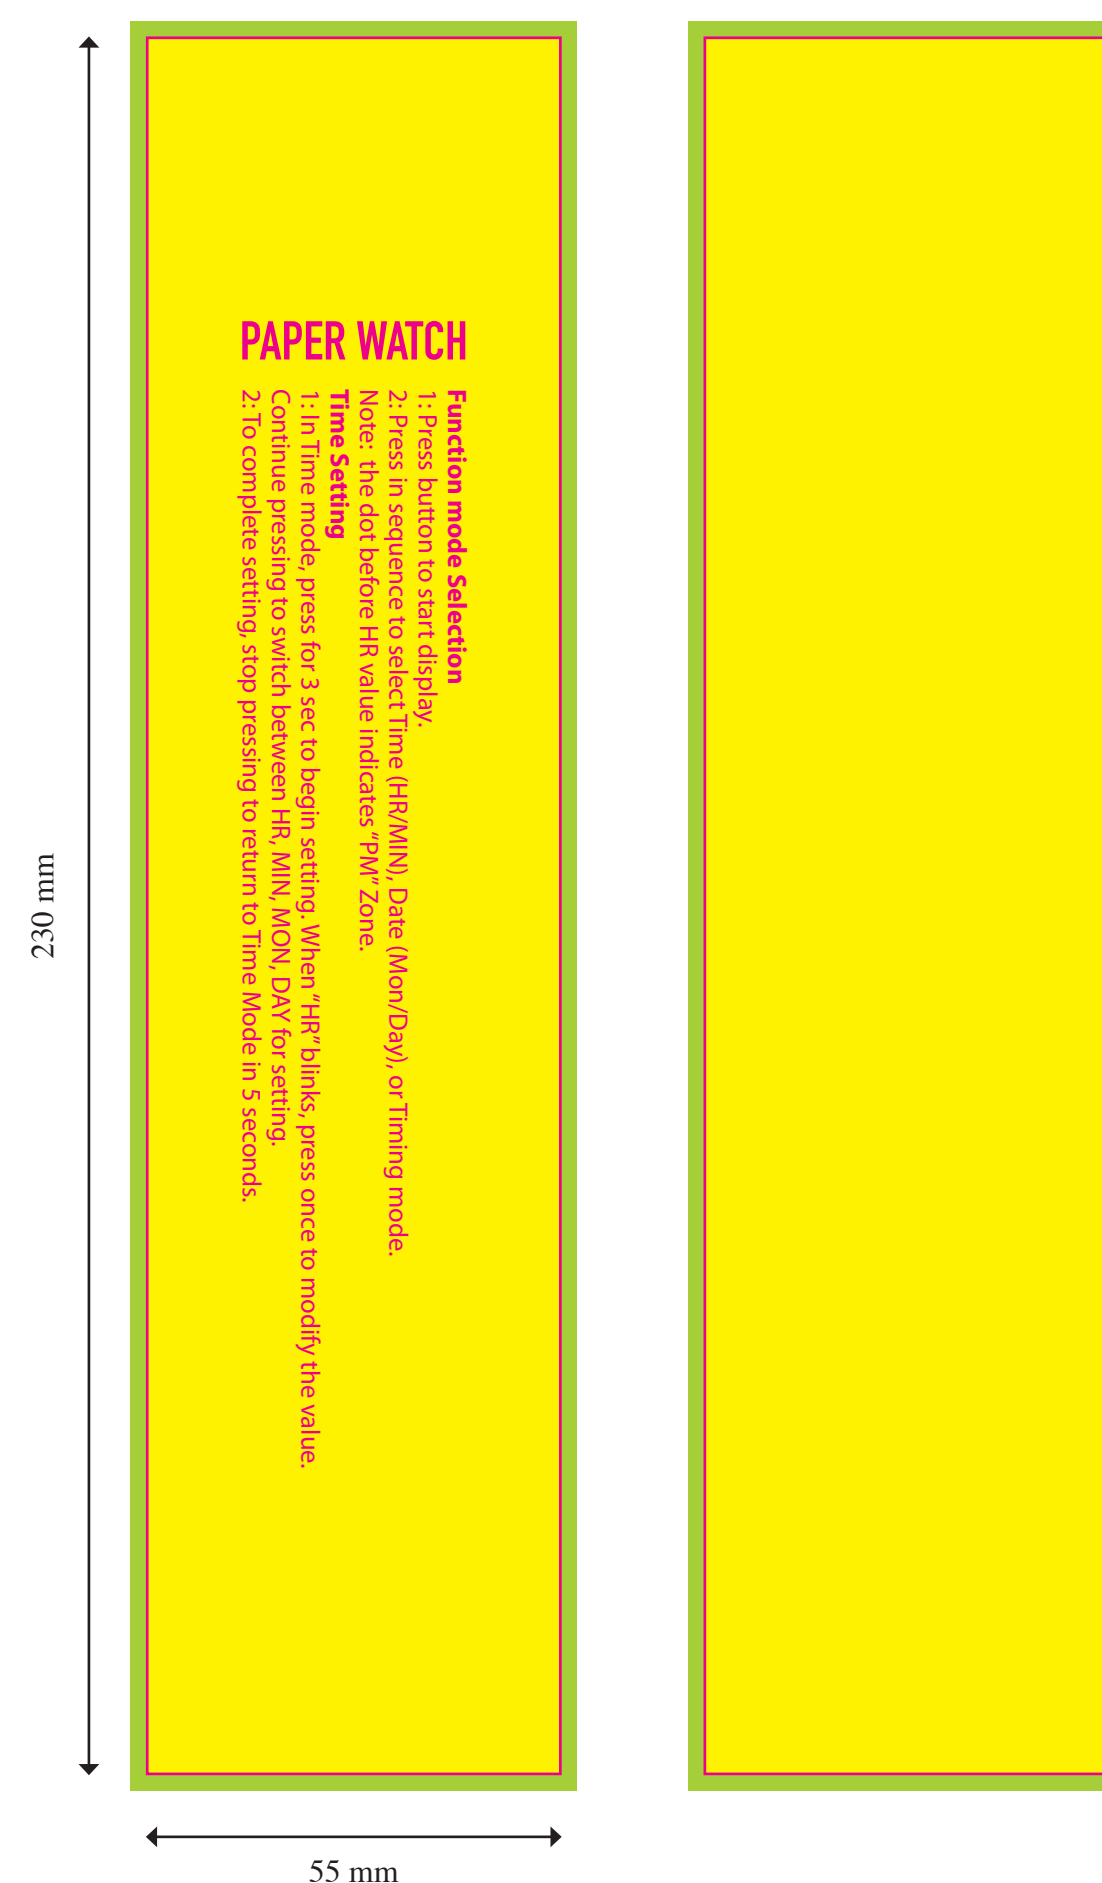 PAPER WATCH
Function mode Selection
1: Press button to start display.
2: Press in sequence to select Time (HR/MIN), Date (Mon/Day), or Timing mode.
Note:  the dot before HR value indicates “PM” Zone.
Time Setting
1: In Time mode, press for 3 sec to begin setting. When “HR” blinks, press once to modify the value.
Continue pressing to switch between HR, MIN, MON, DAY for setting.
2: To complete setting, stop pressing to return to Time Mode in 5 seconds.
230 mm
55 mm